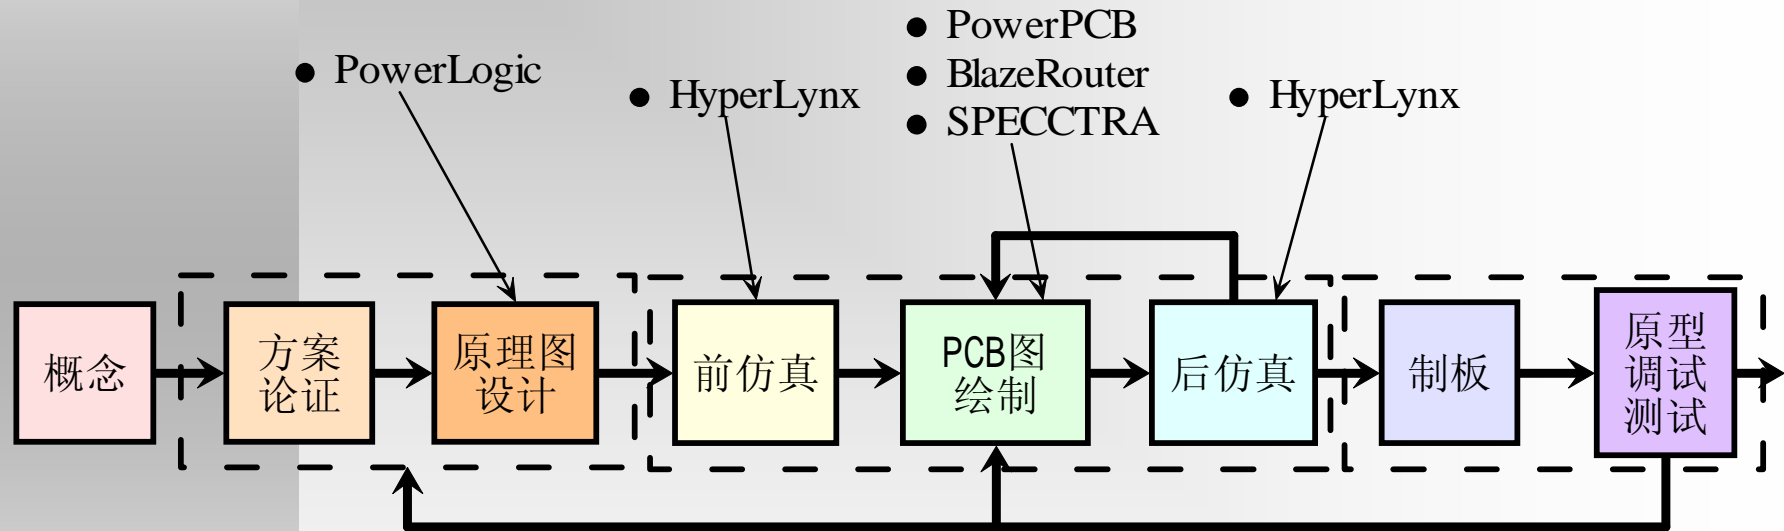 ● PowerLogic
● HyperLynx
● PowerPCB
● BlazeRouter
● SPECCTRA
● HyperLynx
概念
方案
论证
原理图
设计
前仿真
PCB图
绘制
后仿真
制板
原型
调试
测试